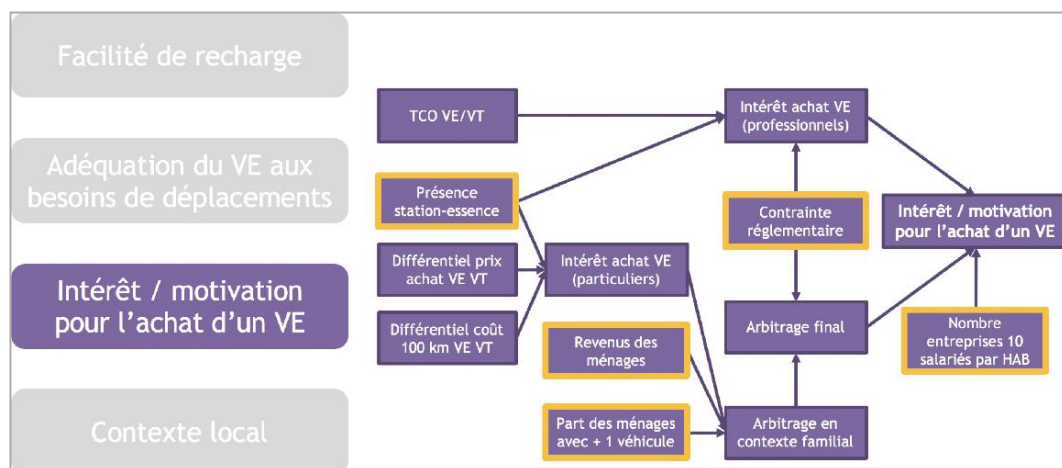 Facilité de recharge
Adéquation du VE aux
besoins de déplacements
Intérêt / motivation
pour l'achat d'un VE
Contexte local
TCO VE/VT
Présence
station-essence
Différentiel prix
achat VE VT
Différentiel coût
100 km VE VT
Intérêt achat VE
(particuliers)
Revenus des
ménages
Part des ménages
avec + 1 véhicule
Intérêt achat VE
(professionnels)
Contrainte
réglementaire
Arbitrage final
Arbitrage en
contexte familial
Intérêt / motivation
pour l'achat d'un VE
Nombre
entreprises 10
salariés par HAB